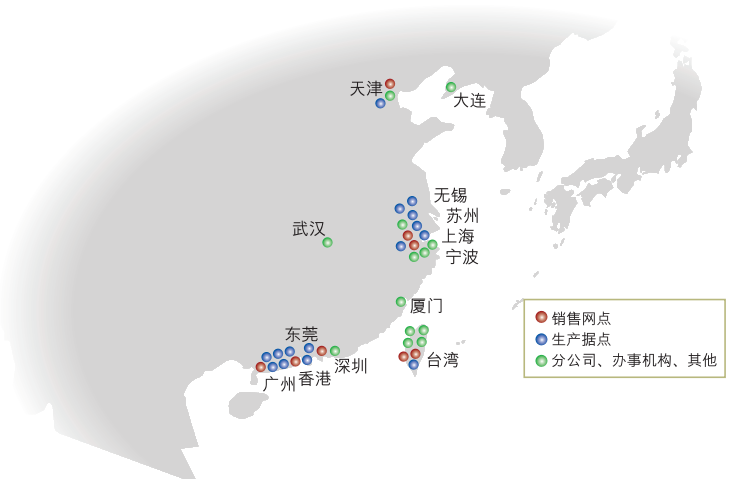 天津
大连
无锡
苏州
武汉
上海
宁波
厦门
销售网点
东莞
生产据点
台湾
分公司、办事机构、其他
深圳
香港
广州